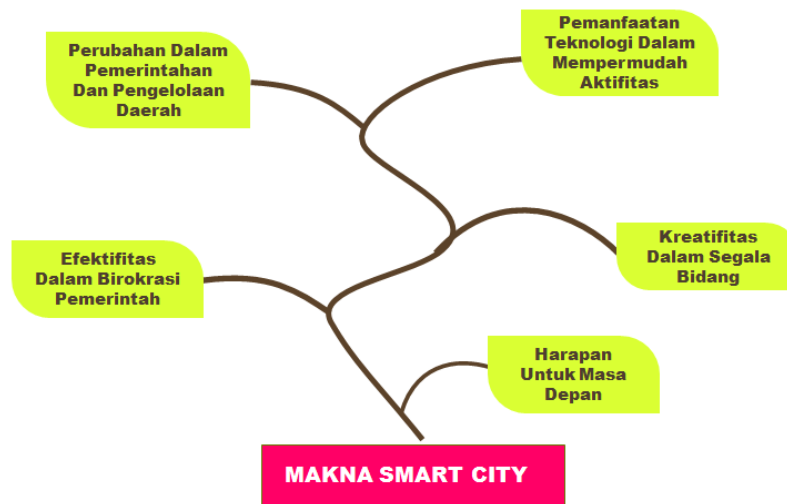 Perubahan Dalam
Pemerintahan
Dan Pengelolaan
Daerah
Pemanfaatan
Teknologi Dalam
Mempermudah
Aktifitas
Efektifitas
Dalam Birokrasi
Pemerintah
Kreatifitas
Dalam Segala
Bidang
Harapan
Untuk Masa
Depan
MAKNA SMART CITY